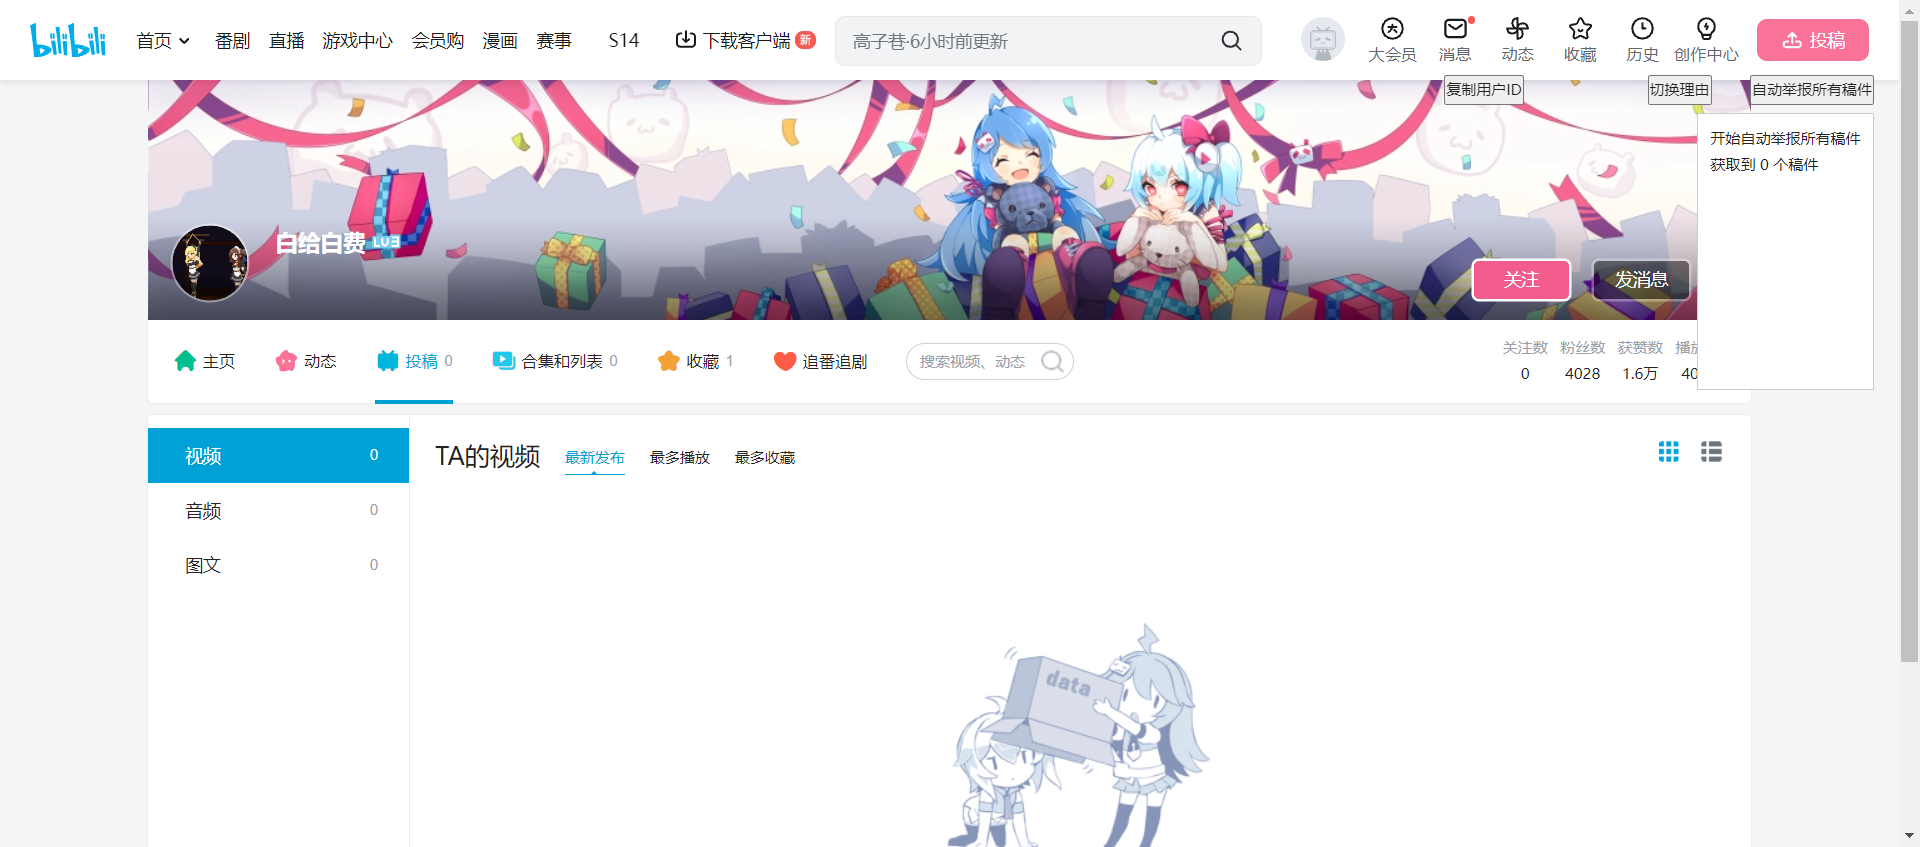 bilibili 首页 番剧 直播 游戏中心 会员购 漫画 赛事 S14 下载客户端 新 高子巷·6小时前更新 大会员 消息 动态 收藏 历史 创作中心 投稿
复制用户ID 切换理由 自动举报所有稿件
开始自动举报所有稿件
获取到 0 个稿件
白给白费 LV3
关注 发消息
主页 动态 投稿 0 合集和列表 0 收藏 1 追番追剧 搜索视频、动态
关注数 粉丝数 获赞数 播放
0 4028 1.6万 40
视频 0
音频 0
图文 0
TA的视频 最新发布 最多播放 最多收藏
data